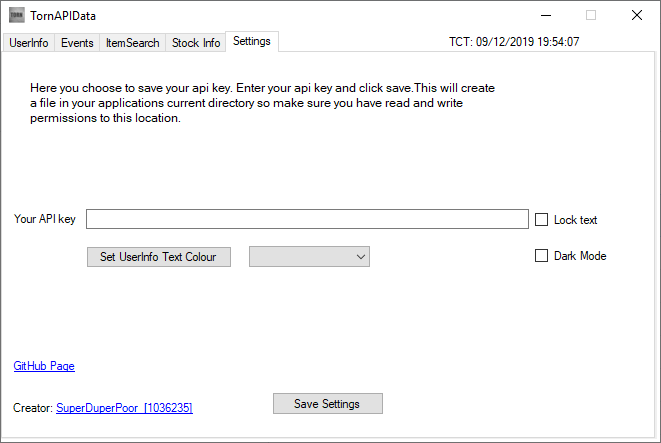 TORN TornAPIData
UserInfo Events ItemSearch Stock Info Settings TCT: 09/12/2019 19:54:07
Here you choose to save your api key. Enter your api key and click save.This will create
a file in your applications current directory so make sure you have read and write
permissions to this location.
Your API key Lock text
Set UserInfo Text Colour Dark Mode
GitHub Page
Creator: SuperDuperPoor_[1036235] Save Settings